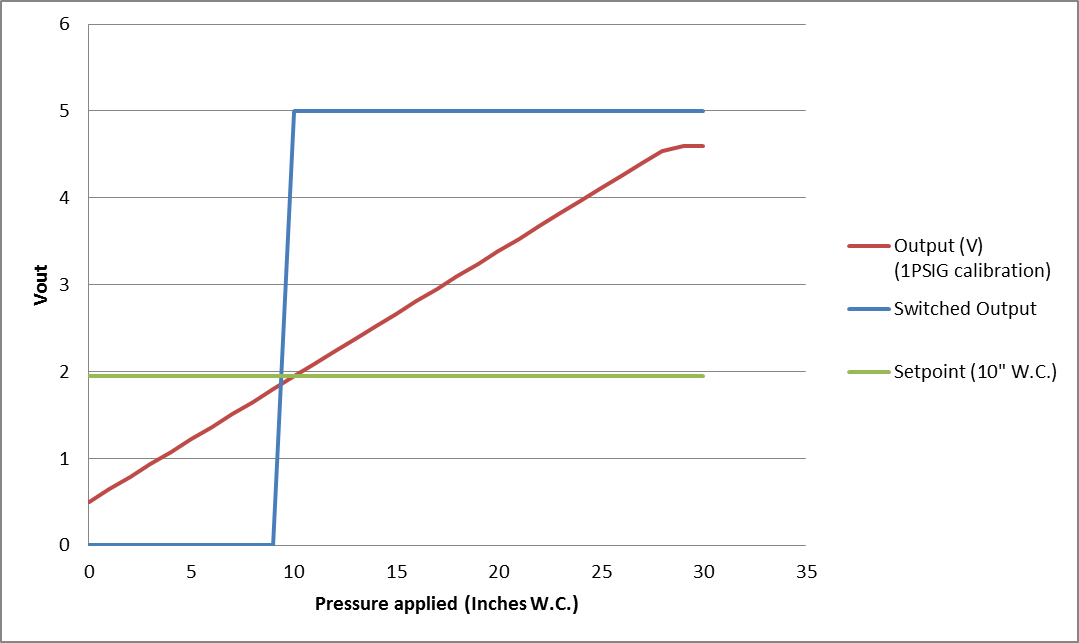 6
5
4
3
2
1
0
Vout
0 5 10 15 20 25 30 35
Pressure applied (Inches W.C.)
Output (V)
(1PSIG calibration)
Switched Output
Setpoint (10" W.C.)